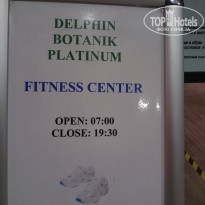 TopHotels
DELPHIN
BOTANIK
PLATINUM
FITNESS CENTER
OPEN: 07:00
CLOSE: 19:30